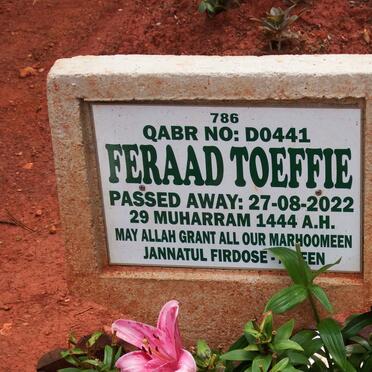 786
QABR NO: D0441
FERAAD TOEFFIE
PASSED AWAY: 27-08-2022
29 MUHARRAM 1444 A.H.
MAY ALLAH GRANT ALL OUR MARHOOMEEN
JANNATUL FIRDOSE - AMEEN